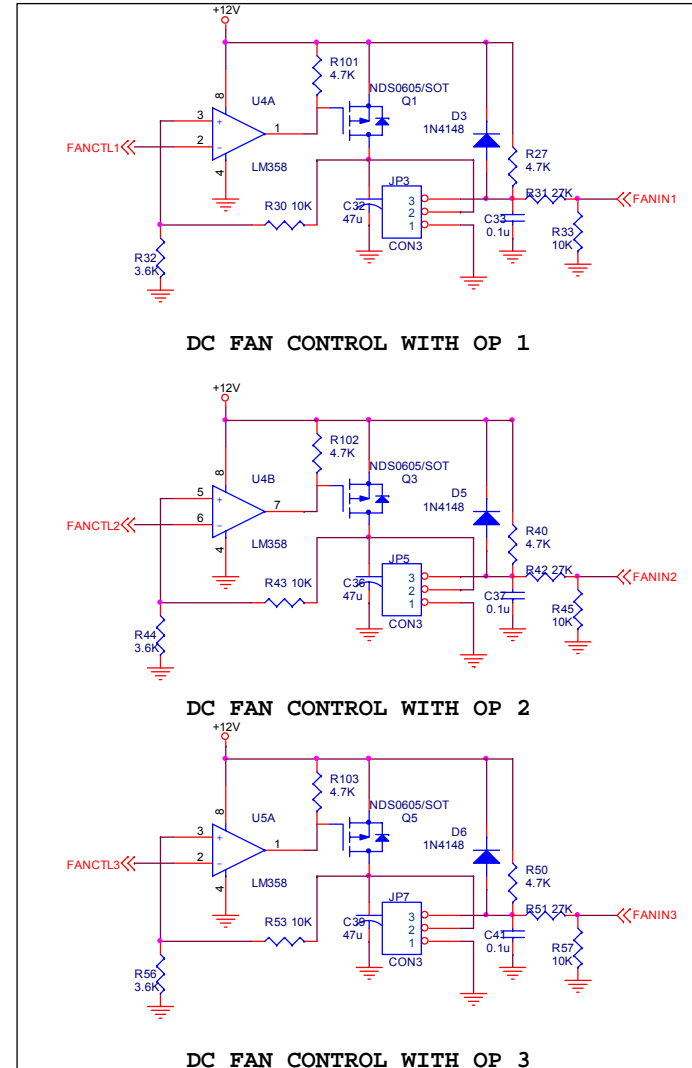 +12V
R101
4.7K
NDS0605/SOT
Q1
U4A
8
3
+
2
-
1
4
LM358
FANCTL1
D3
1N4148
R27
4.7K
R30 10K
C32
47u
JP3
3
2
1
CON3
R31 27K
C33
0.1u
R33
10K
FANIN1
R32
3.6K
DC FAN CONTROL WITH OP 1
+12V
R102
4.7K
NDS0605/SOT
Q3
U4B
8
5
+
6
-
7
4
LM358
FANCTL2
D5
1N4148
R40
4.7K
R43 10K
C36
47u
JP5
3
2
1
CON3
R42 27K
C37
0.1u
R45
10K
FANIN2
R44
3.6K
DC FAN CONTROL WITH OP 2
+12V
R103
4.7K
NDS0605/SOT
Q5
U5A
8
3
+
2
-
1
4
LM358
FANCTL3
D6
1N4148
R50
4.7K
R53 10K
C39
47u
JP7
3
2
1
CON3
R51 27K
C41
0.1u
R57
10K
FANIN3
R56
3.6K
DC FAN CONTROL WITH OP 3